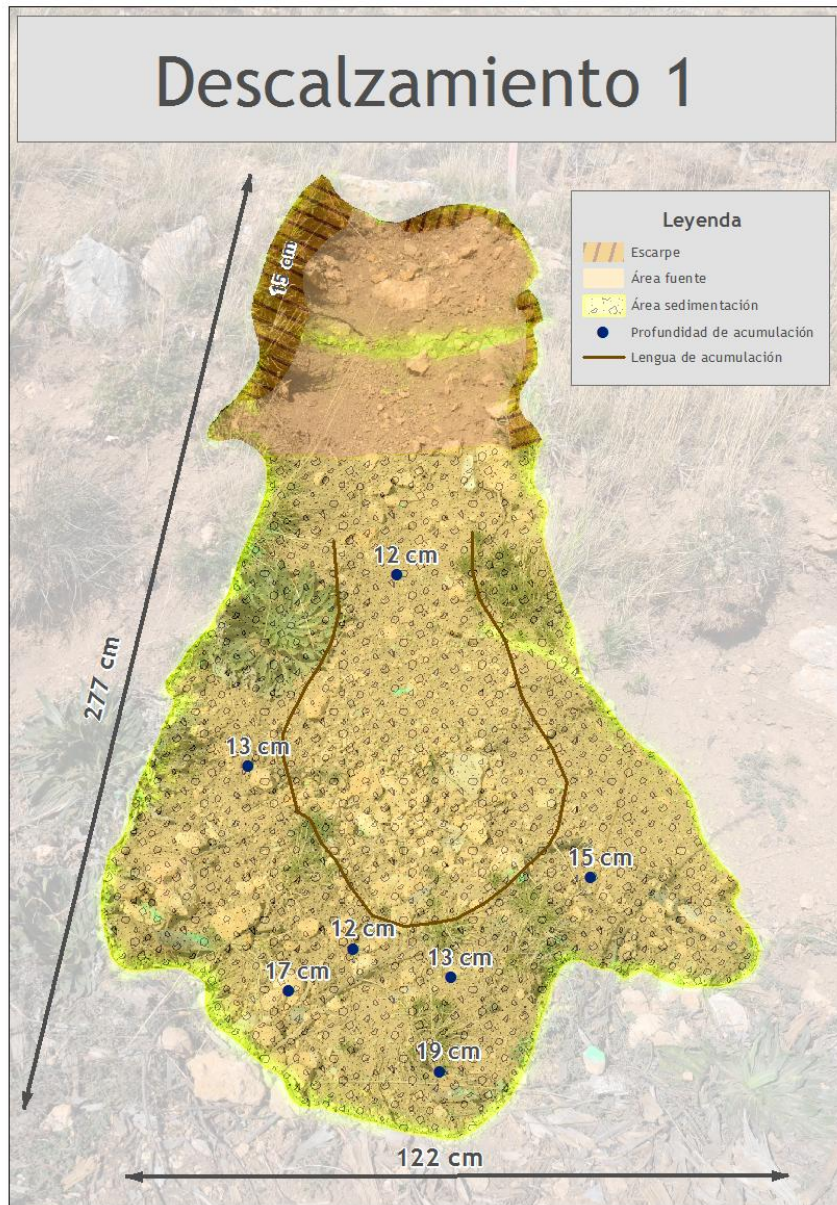 Descalzamiento 1
Leyenda
Escarpe
Área fuente
Área sedimentación
Profundidad de acumulación
Lengua de acumulación
15 cm
12 cm
277 cm
13 cm
15 cm
12 cm
13 cm
17 cm
19 cm
122 cm